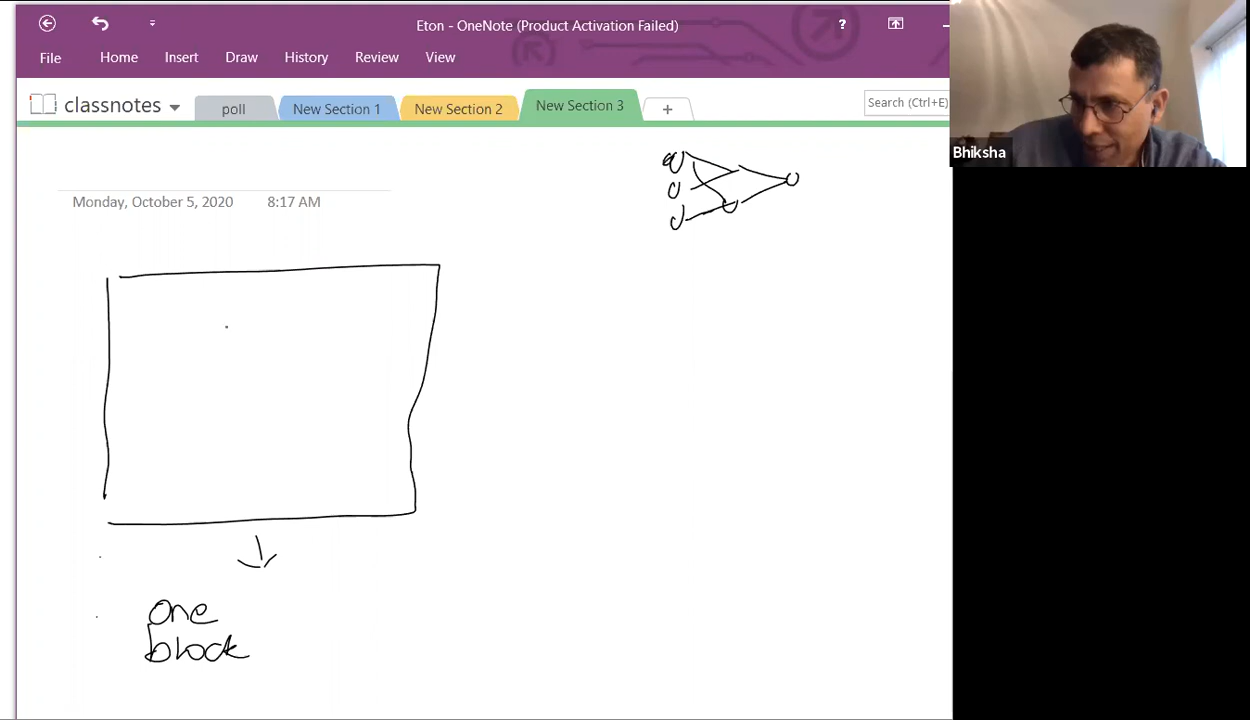 Eton - OneNote (Product Activation Failed)
?
File Home Insert Draw History Review View
classnotes
poll
New Section 1
New Section 2
New Section 3
+
Search (Ctrl+E)
Bhiksha
Monday, October 5, 2020 8:17 AM
one
block